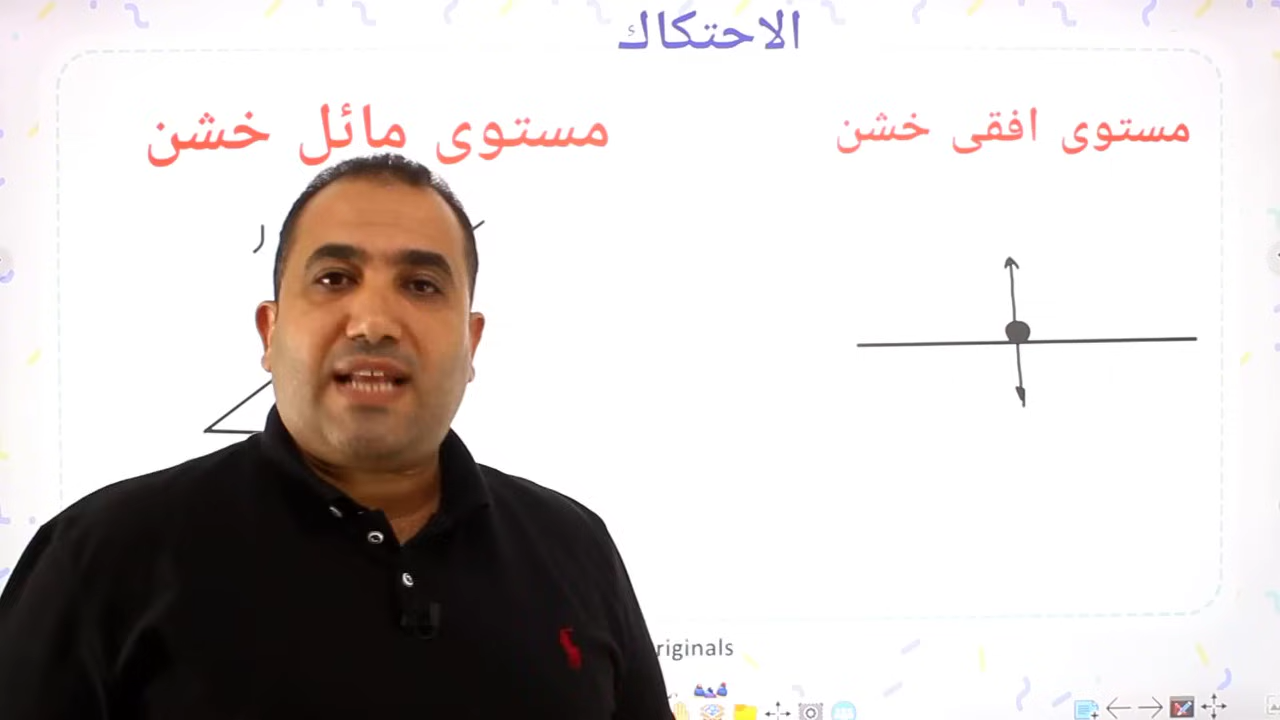 الاحتكاك
مستوى افقى خشن
مستوى مائل خشن
ر
riginals